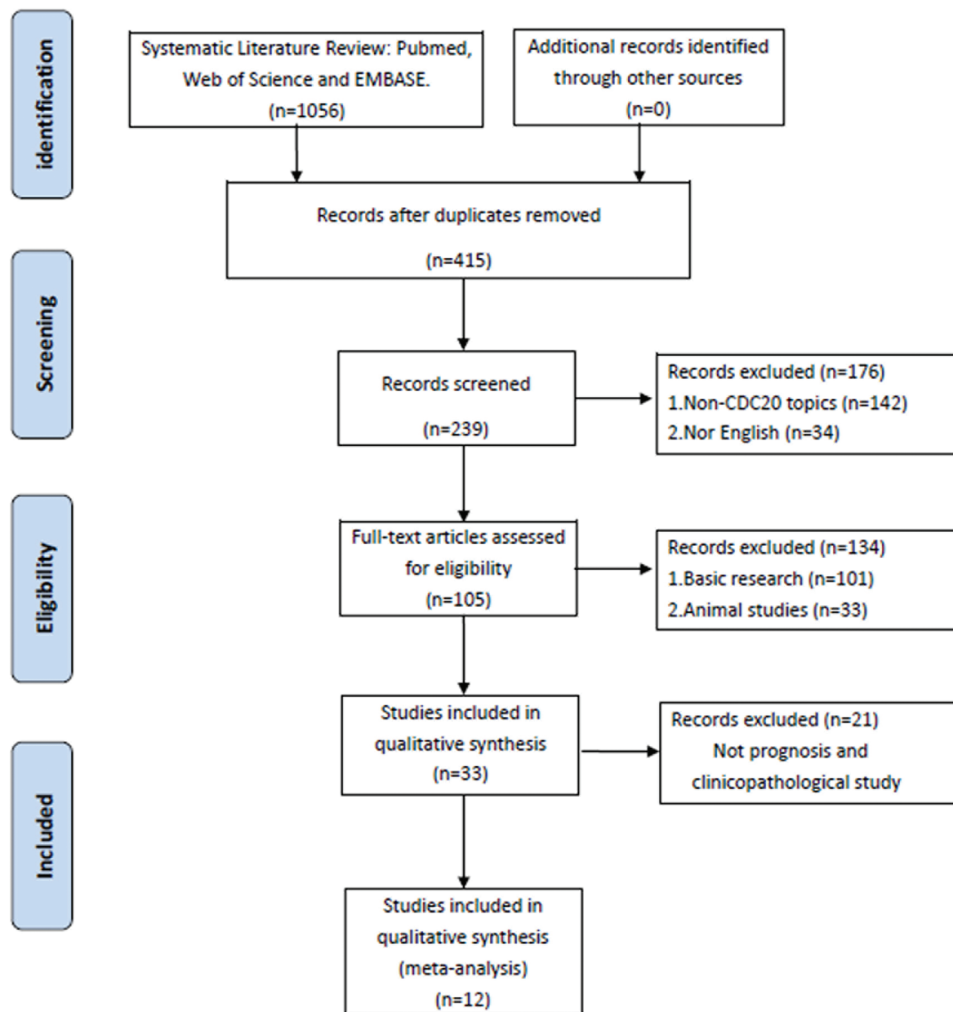 identification
Systematic Literature Review: Pubmed,
Web of Science and EMBASE.
(n=1056)
Additional records identified
through other sources
(n=0)
Records after duplicates removed
(n=415)
Screening
Records screened
(n=239)
Records excluded (n=176)
1.Non-CDC20 topics (n=142)
2.Nor English (n=34)
Eligibility
Full-text articles assessed
for eligibility
(n=105)
Records excluded (n=134)
1.Basic research (n=101)
2.Animal studies (n=33)
Included
Studies included in
qualitative synthesis
(n=33)
Records excluded (n=21)
Not prognosis and
clinicopathological study
Studies included in
qualitative synthesis
(meta-analysis)
(n=12)